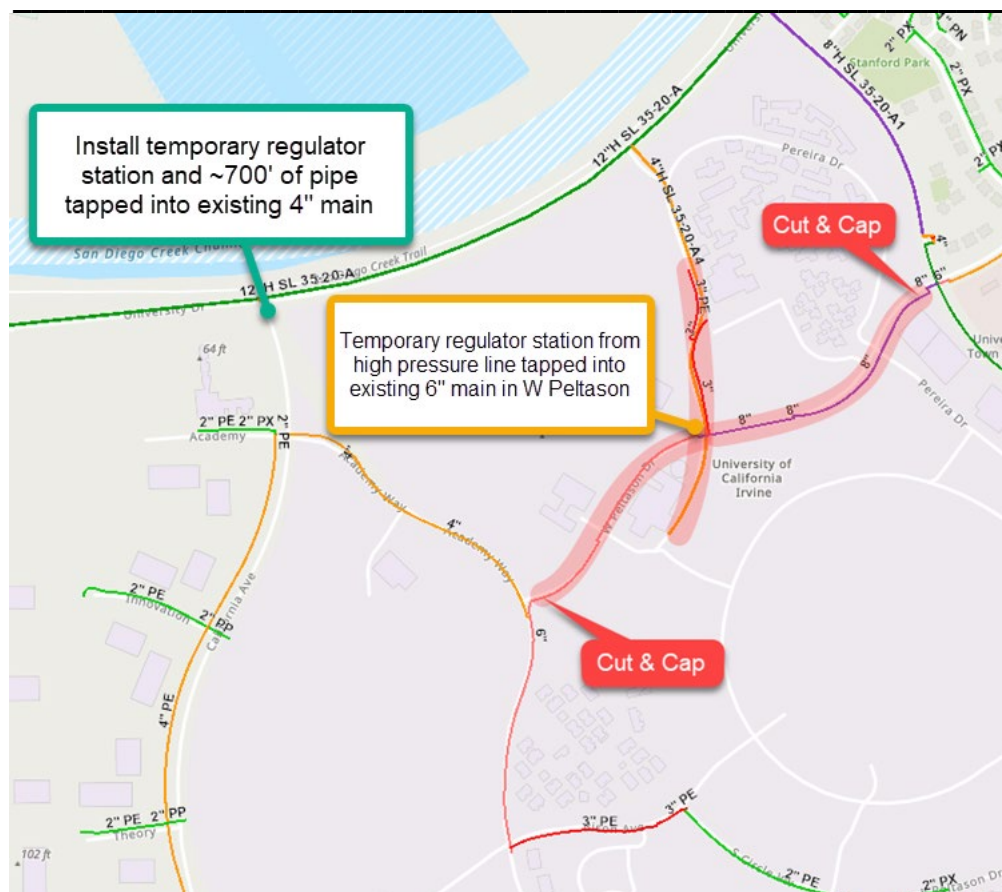 2" PX
2" PN
Stanford Park
8"H SL 35-20-A1
2" PX
2" PX
12"H SL 35-20-A
Pereira Dr
4"H SL 35-20-A4
Install temporary regulator
station and ~700' of pipe
tapped into existing 4" main
San Diego Creek
Creek Trail
12"H SL 35-20-A
University Dr
Cut & Cap
4"
8" 6"
3" PE
3"
3"
Temporary regulator station from
high pressure line tapped into
existing 6" main in W Peltason
64 ft
8"
8"
8"
Pereira Dr
2" PE 2" PX
2" PE
Academy
Academy Way
4"
Academy Way
W Peltason Dr
University of
California
Irvine
2" PE
Innovation
2" PP
California Ave
6"
Cut & Cap
4" PE
2" PE 2" PP
Theory
102 ft
3" PE
3" PE
S Circle
2" PE
2" PX
Peltason Dr